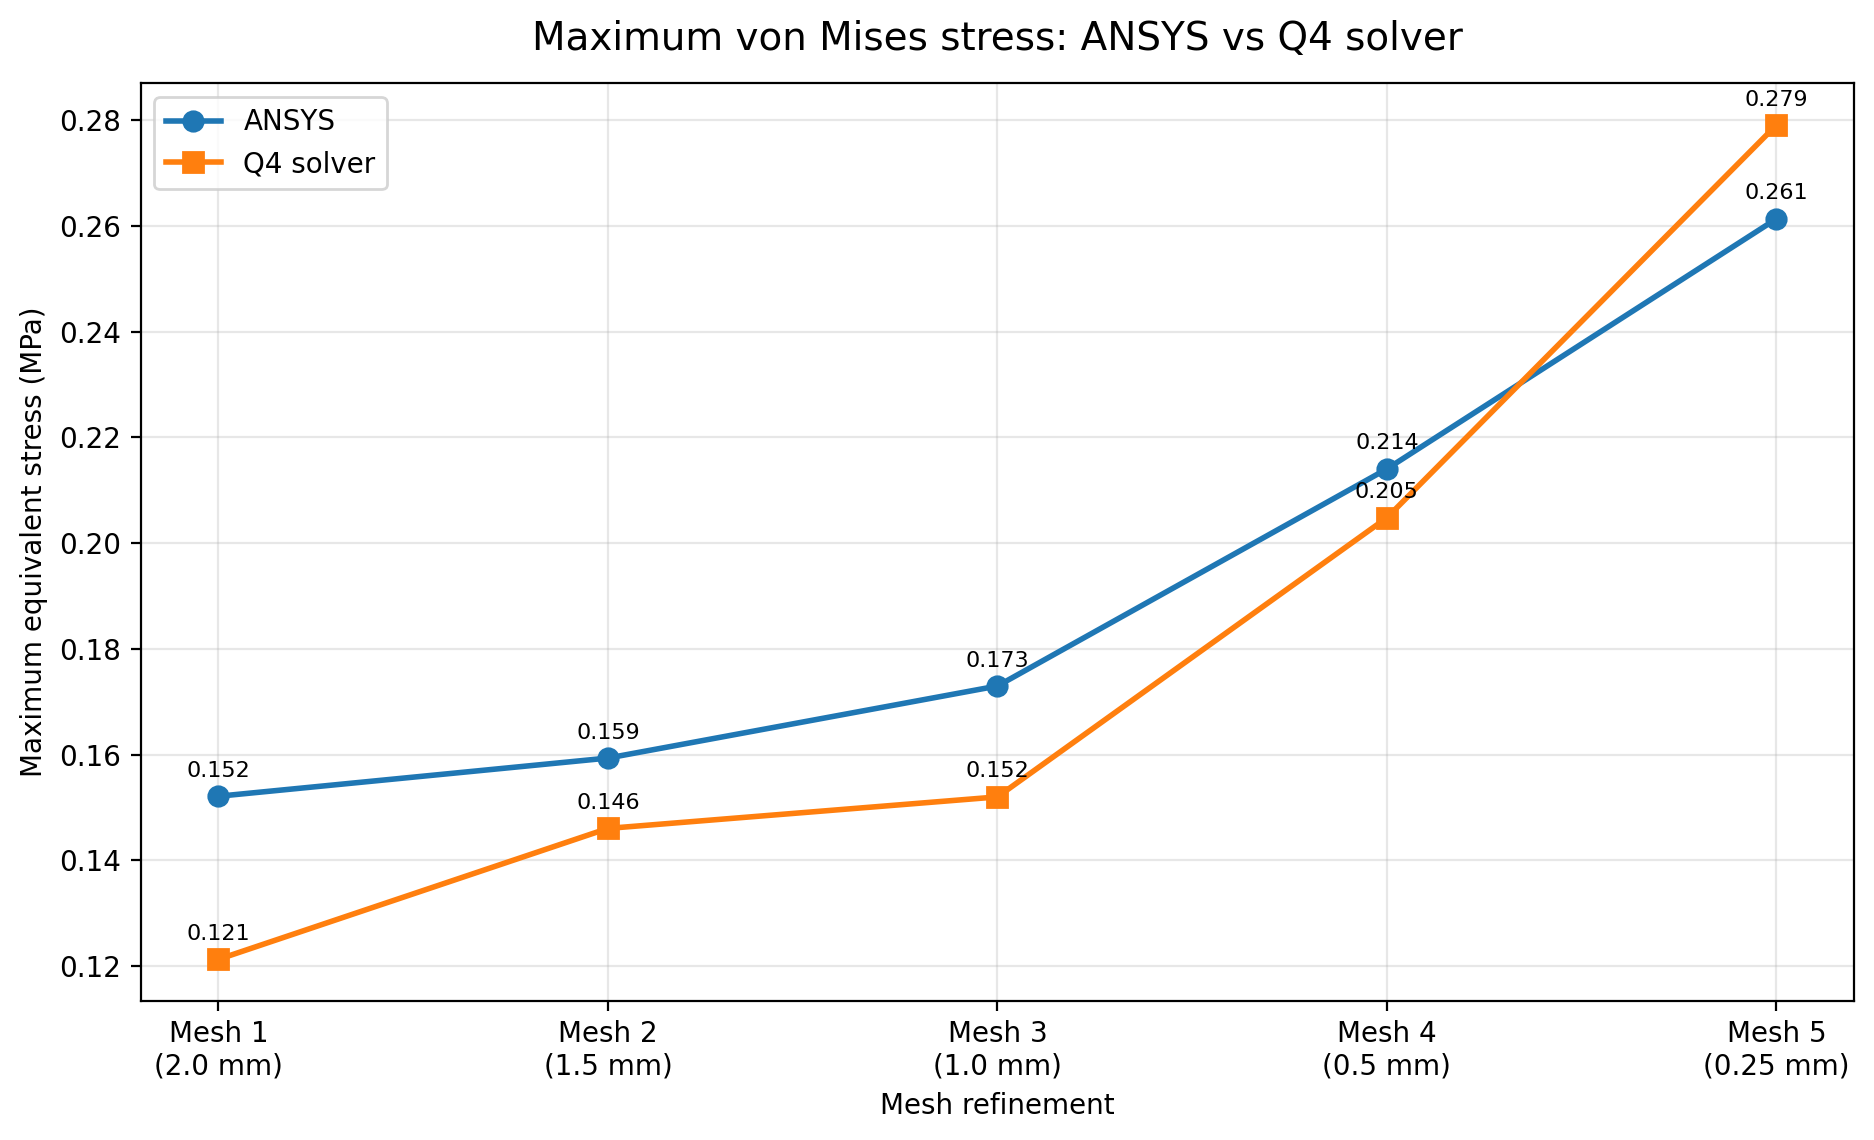 Maximum von Mises stress: ANSYS vs Q4 solver
ANSYS
Q4 solver
Maximum equivalent stress (MPa)
0.28
0.26
0.24
0.22
0.20
0.18
0.16
0.14
0.12
0.152
0.159
0.173
0.214
0.261
0.121
0.146
0.152
0.205
0.279
Mesh 1
(2.0 mm)
Mesh 2
(1.5 mm)
Mesh 3
(1.0 mm)
Mesh 4
(0.5 mm)
Mesh 5
(0.25 mm)
Mesh refinement